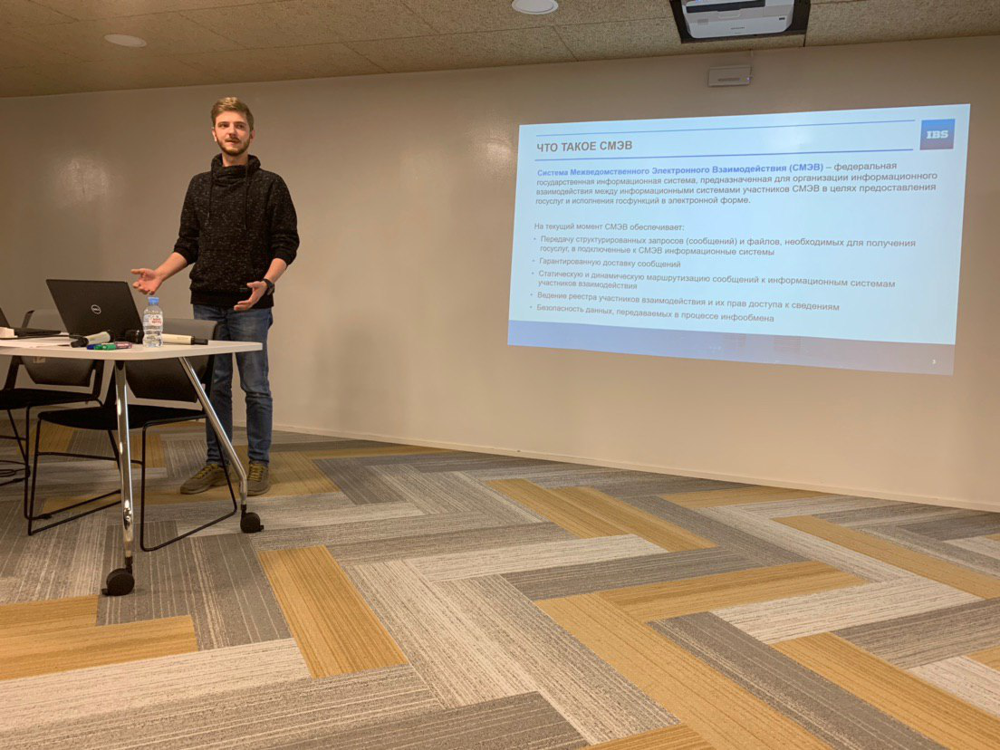 ЧТО ТАКОЕ СМЭВ
IBS
Система Межведомственного Электронного Взаимодействия (СМЭВ) – федеральная
государственная информационная система, предназначенная для организации информационного
взаимодействия между информационными системами участников СМЭВ в целях предоставления
госуслуг и исполнения госфункций в электронной форме.
На текущий момент СМЭВ обеспечивает:
• Передачу структурированных запросов (сообщений) и файлов, необходимых для получения
госуслуг, в подключенные к СМЭВ информационные системы
• Гарантированную доставку сообщений
• Статическую и динамическую маршрутизацию сообщений к информационным системам
участников взаимодействия
• Ведение реестра участников взаимодействия и их прав доступа к сведениям
• Безопасность данных, передаваемых в процессе инфообмена
3
DELL